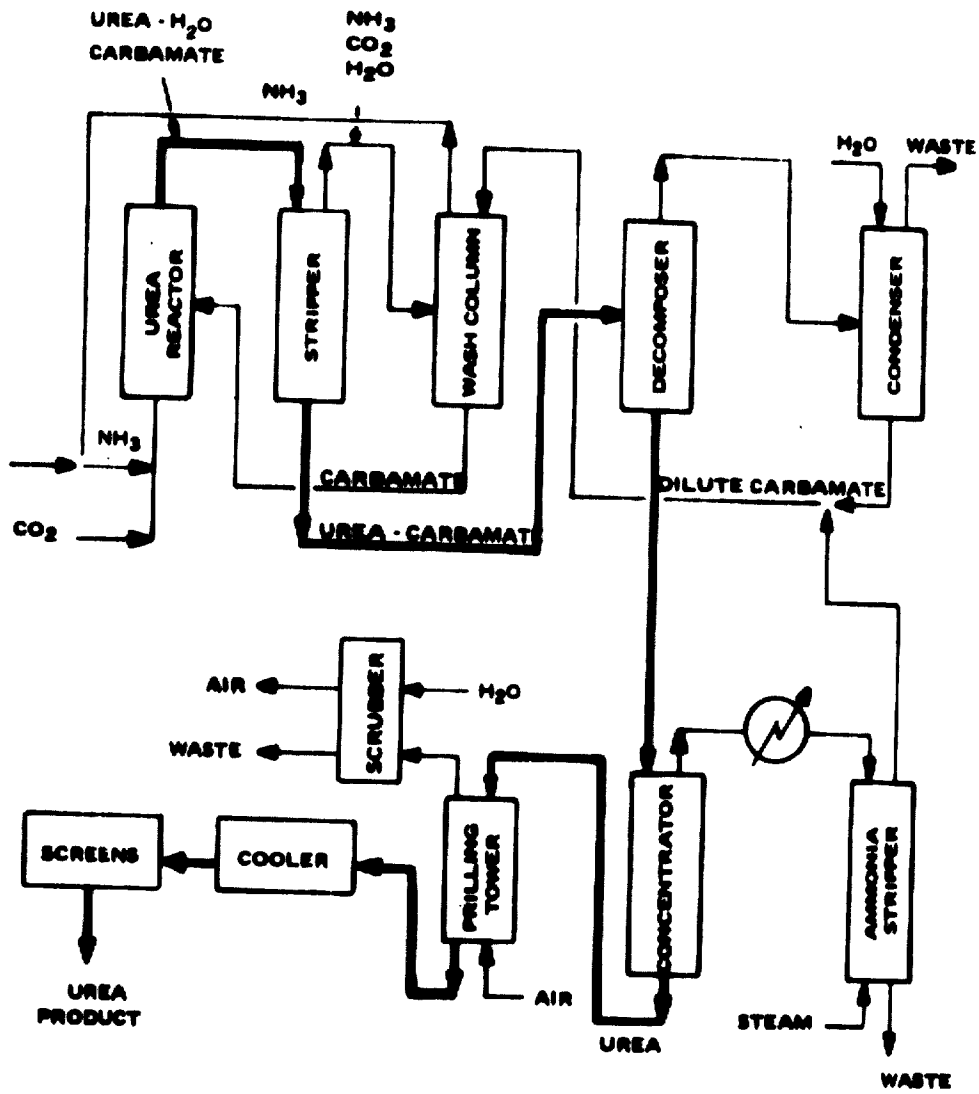 UREA - H₂O
CARBAMATE
NH₃
CO₂
H₂O
NH₃
H₂O
WASTE
UREA
REACTOR
STRIPPER
WASH COLUMN
DECOMPOSER
CONDENSER
NH₃
CO₂
CARBAMATE
UREA - CARBAMATE
DILUTE CARBAMATE
AIR
WASTE
SCRUBBER
H₂O
SCREENS
COOLER
PRILLING
TOWER
CONCENTRATOR
AMMONIA
STRIPPER
UREA
PRODUCT
AIR
UREA
STEAM
WASTE